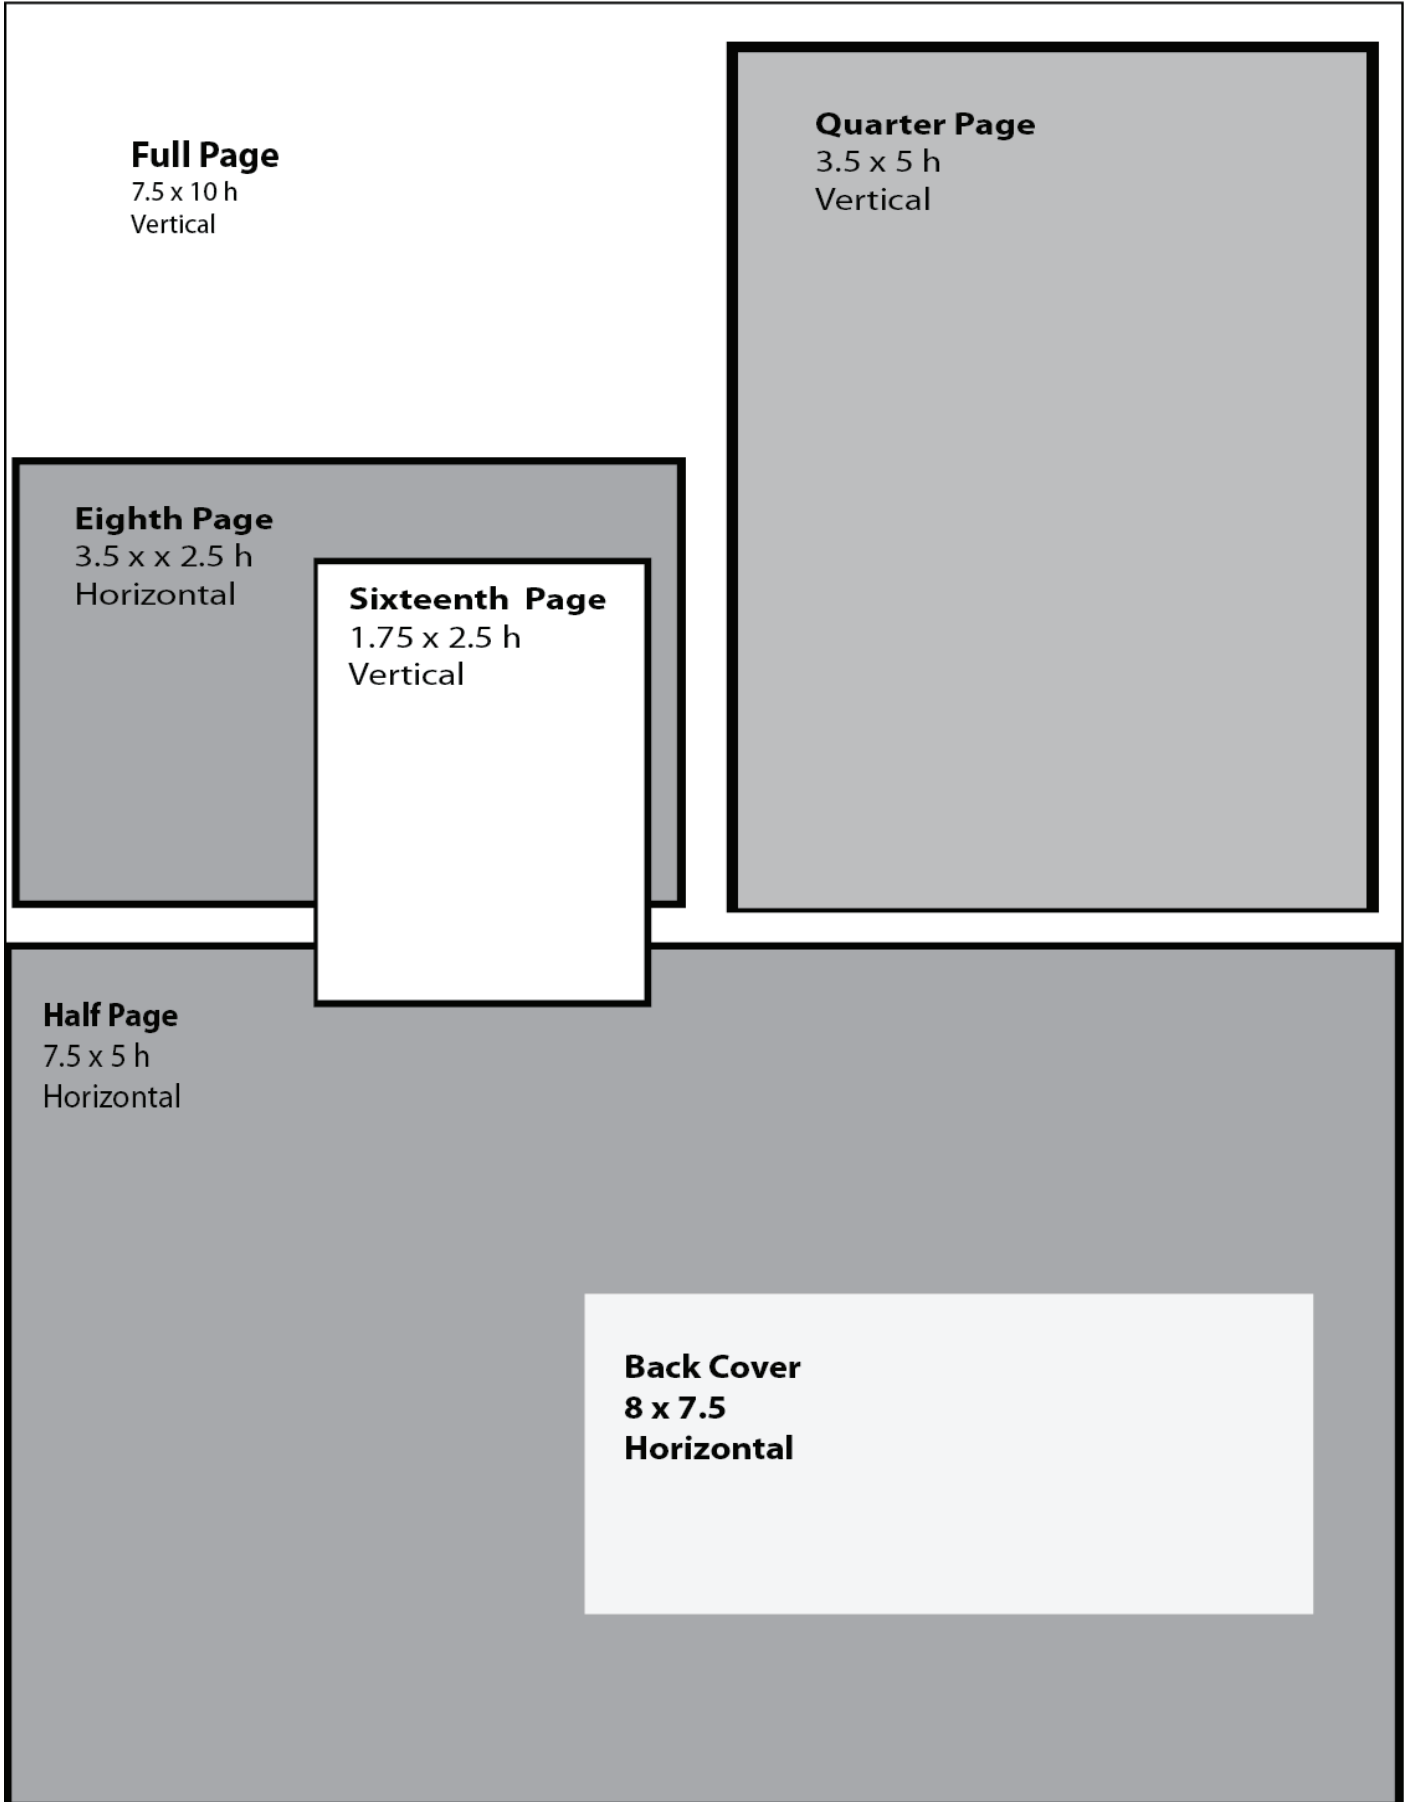 Full Page
7.5 x 10 h
Vertical
Quarter Page
3.5 x 5 h
Vertical
Eighth Page
3.5 x x 2.5 h
Horizontal
Sixteenth  Page
1.75 x 2.5 h
Vertical
Half Page
7.5 x 5 h
Horizontal
Back Cover
8 x 7.5
Horizontal